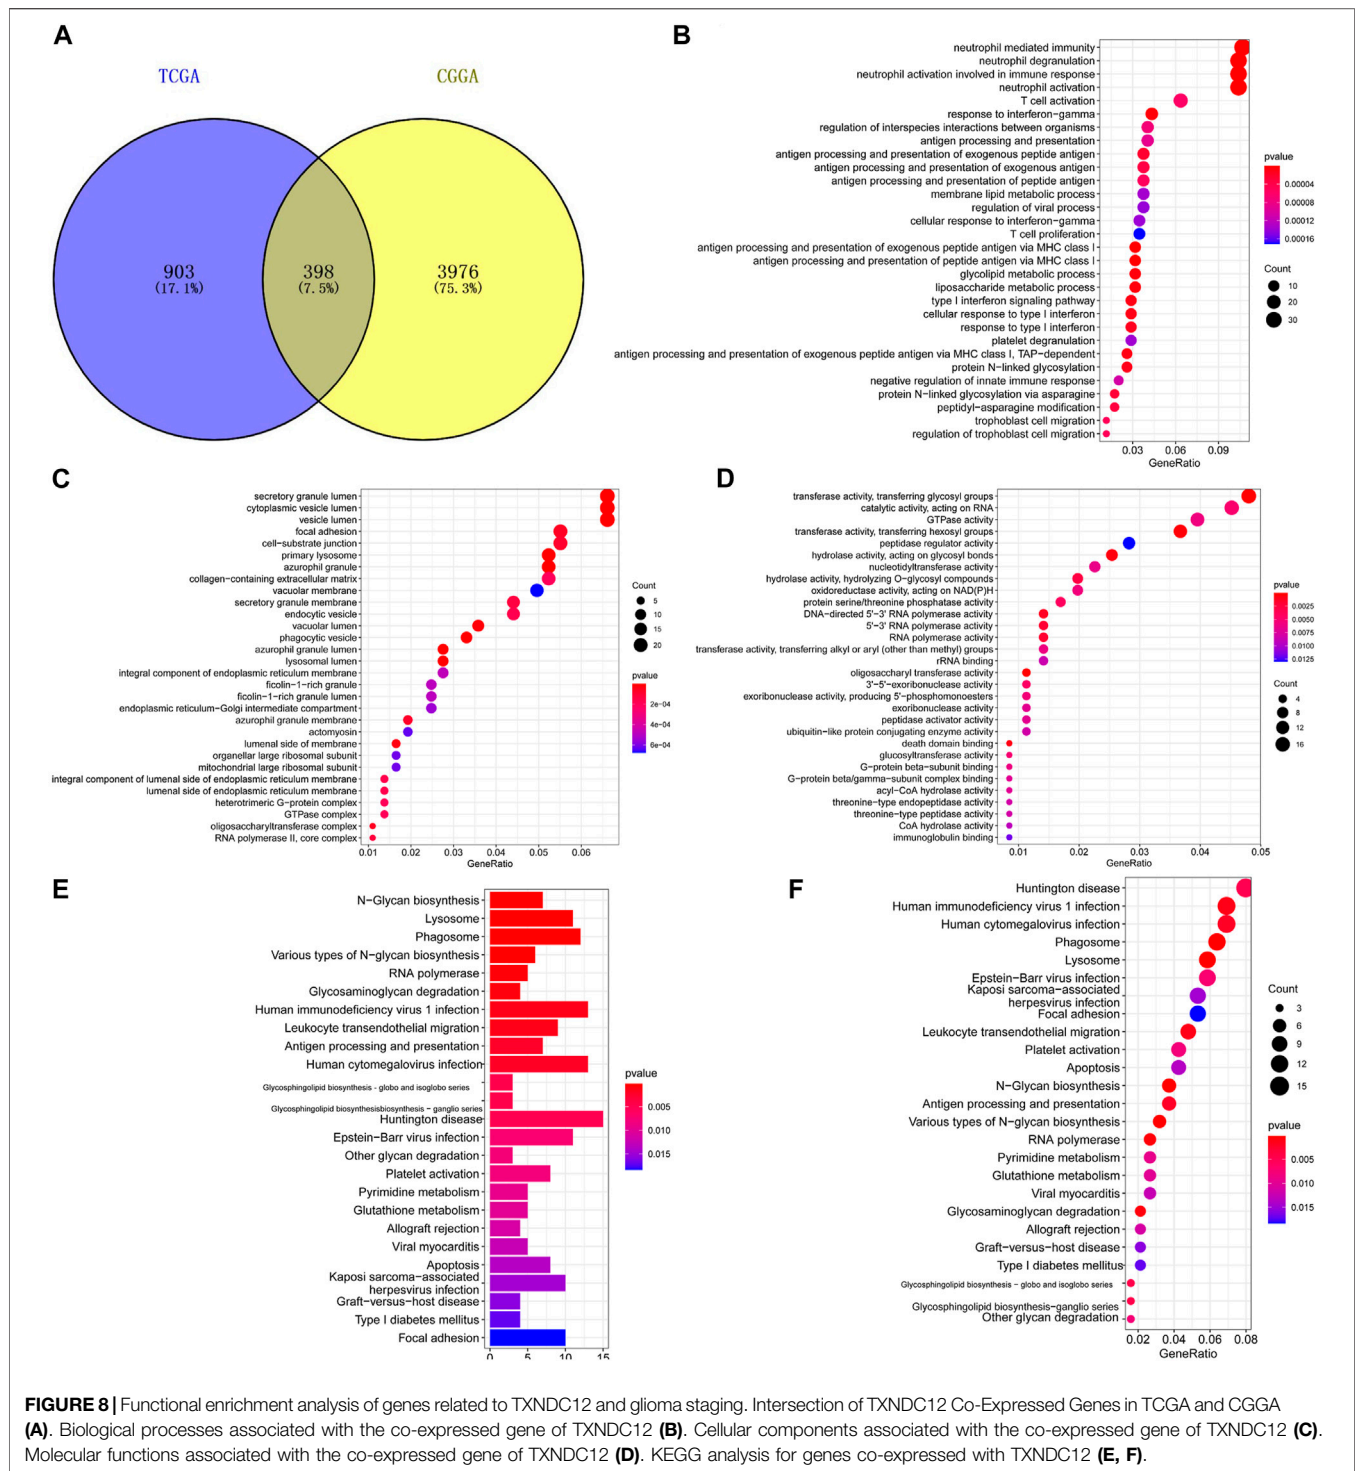 A
TCGA
CGGA
903
(17.1%)
398
(7.5%)
3976
(75.3%)
B
neutrophil mediated immunity
neutrophil degranulation
neutrophil activation involved in immune response
neutrophil activation
T cell activation
response to interferon−gamma
regulation of interspecies interactions between organisms
antigen processing and presentation
antigen processing and presentation of exogenous peptide antigen
antigen processing and presentation of exogenous antigen
antigen processing and presentation of peptide antigen
membrane lipid metabolic process
regulation of viral process
cellular response to interferon−gamma
T cell proliferation
antigen processing and presentation of exogenous peptide antigen via MHC class I
antigen processing and presentation of peptide antigen via MHC class I
glycolipid metabolic process
liposaccharide metabolic process
type I interferon signaling pathway
cellular response to type I interferon
response to type I interferon
platelet degranulation
antigen processing and presentation of exogenous peptide antigen via MHC class I, TAP−dependent
protein N−linked glycosylation
negative regulation of innate immune response
protein N−linked glycosylation via asparagine
peptidyl−asparagine modification
trophoblast cell migration
regulation of trophoblast cell migration
0.03 0.06 0.09
GeneRatio
pvalue
0.00004
0.00008
0.00012
0.00016
Count
10
20
30
C
secretory granule lumen
cytoplasmic vesicle lumen
vesicle lumen
focal adhesion
cell−substrate junction
primary lysosome
azurophil granule
collagen−containing extracellular matrix
vacuolar membrane
secretory granule membrane
endocytic vesicle
vacuolar lumen
phagocytic vesicle
azurophil granule lumen
lysosomal lumen
integral component of endoplasmic reticulum membrane
ficolin−1−rich granule
ficolin−1−rich granule lumen
endoplasmic reticulum−Golgi intermediate compartment
azurophil granule membrane
actomyosin
lumenal side of membrane
organellar large ribosomal subunit
mitochondrial large ribosomal subunit
integral component of lumenal side of endoplasmic reticulum membrane
lumenal side of endoplasmic reticulum membrane
heterotrimeric G−protein complex
GTPase complex
oligosaccharyltransferase complex
RNA polymerase II, core complex
0.01 0.02 0.03 0.04 0.05 0.06
GeneRatio
Count
5
10
15
20
pvalue
2e−04
4e−04
6e−04
D
transferase activity, transferring glycosyl groups
catalytic activity, acting on RNA
GTPase activity
transferase activity, transferring hexosyl groups
peptidase regulator activity
hydrolase activity, acting on glycosyl bonds
nucleotidyltransferase activity
hydrolase activity, hydrolyzing O−glycosyl compounds
oxidoreductase activity, acting on NAD(P)H
protein serine/threonine phosphatase activity
DNA−directed 5'−3' RNA polymerase activity
5'−3' RNA polymerase activity
RNA polymerase activity
transferase activity, transferring alkyl or aryl (other than methyl) groups
rRNA binding
oligosaccharyl transferase activity
3'−5'−exoribonuclease activity
exoribonuclease activity, producing 5'−phosphomonoesters
exoribonuclease activity
peptidase activator activity
ubiquitin−like protein conjugating enzyme activity
death domain binding
glucosyltransferase activity
G−protein beta−subunit binding
G−protein beta/gamma−subunit complex binding
acyl−CoA hydrolase activity
threonine−type endopeptidase activity
threonine−type peptidase activity
CoA hydrolase activity
immunoglobulin binding
0.01 0.02 0.03 0.04 0.05
GeneRatio
pvalue
0.0025
0.0050
0.0075
0.0100
0.0125
Count
4
8
12
16
E
N−Glycan biosynthesis
Lysosome
Phagosome
Various types of N−glycan biosynthesis
RNA polymerase
Glycosaminoglycan degradation
Human immunodeficiency virus 1 infection
Leukocyte transendothelial migration
Antigen processing and presentation
Human cytomegalovirus infection
Glycosphingolipid biosynthesis - globo and isoglobo series
Glycosphingolipid biosynthesisbiosynthesis − ganglio series
Huntington disease
Epstein−Barr virus infection
Other glycan degradation
Platelet activation
Pyrimidine metabolism
Glutathione metabolism
Allograft rejection
Viral myocarditis
Apoptosis
Kaposi sarcoma−associated
herpesvirus infection
Graft−versus−host disease
Type I diabetes mellitus
Focal adhesion
0 5 10 15
pvalue
0.005
0.010
0.015
F
Huntington disease
Human immunodeficiency virus 1 infection
Human cytomegalovirus infection
Phagosome
Lysosome
Epstein−Barr virus infection
Kaposi sarcoma−associated
herpesvirus infection
Focal adhesion
Leukocyte transendothelial migration
Platelet activation
Apoptosis
N−Glycan biosynthesis
Antigen processing and presentation
Various types of N−glycan biosynthesis
RNA polymerase
Pyrimidine metabolism
Glutathione metabolism
Viral myocarditis
Glycosaminoglycan degradation
Allograft rejection
Graft−versus−host disease
Type I diabetes mellitus
Glycosphingolipid biosynthesis − globo and isoglobo series
Glycosphingolipid biosynthesis−ganglio series
Other glycan degradation
0.02 0.04 0.06 0.08
GeneRatio
Count
3
6
9
12
15
pvalue
0.005
0.010
0.015
FIGURE 8 | Functional enrichment analysis of genes related to TXNDC12 and glioma staging. Intersection of TXNDC12 Co-Expressed Genes in TCGA and CGGA
(A). Biological processes associated with the co-expressed gene of TXNDC12 (B). Cellular components associated with the co-expressed gene of TXNDC12 (C).
Molecular functions associated with the co-expressed gene of TXNDC12 (D). KEGG analysis for genes co-expressed with TXNDC12 (E, F).